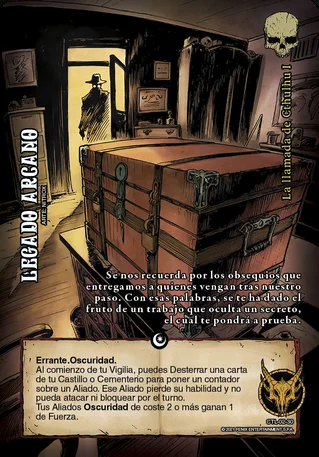 LEGADO ARCANO
La llamada de Cthulhu I
Se nos recuerda por los obsequios que
entregamos a quienes vengan tras nuestro
paso. Con esas palabras, se te ha dado el
fruto de un trabajo que oculta un secreto,
el cual te pondrá a prueba.
Errante.Oscuridad.
Al comienzo de tu Vigilia, puedes Desterrar una carta
de tu Castillo o Cementerio para poner un contador
sobre un Aliado. Ese Aliado pierde su habilidad y no
pueda atacar ni bloquear por el turno.
Tus Aliados Oscuridad de coste 2 o más ganan 1
de Fuerza.
© 2021 FENIX ENTERTAINMENT S.P.A.